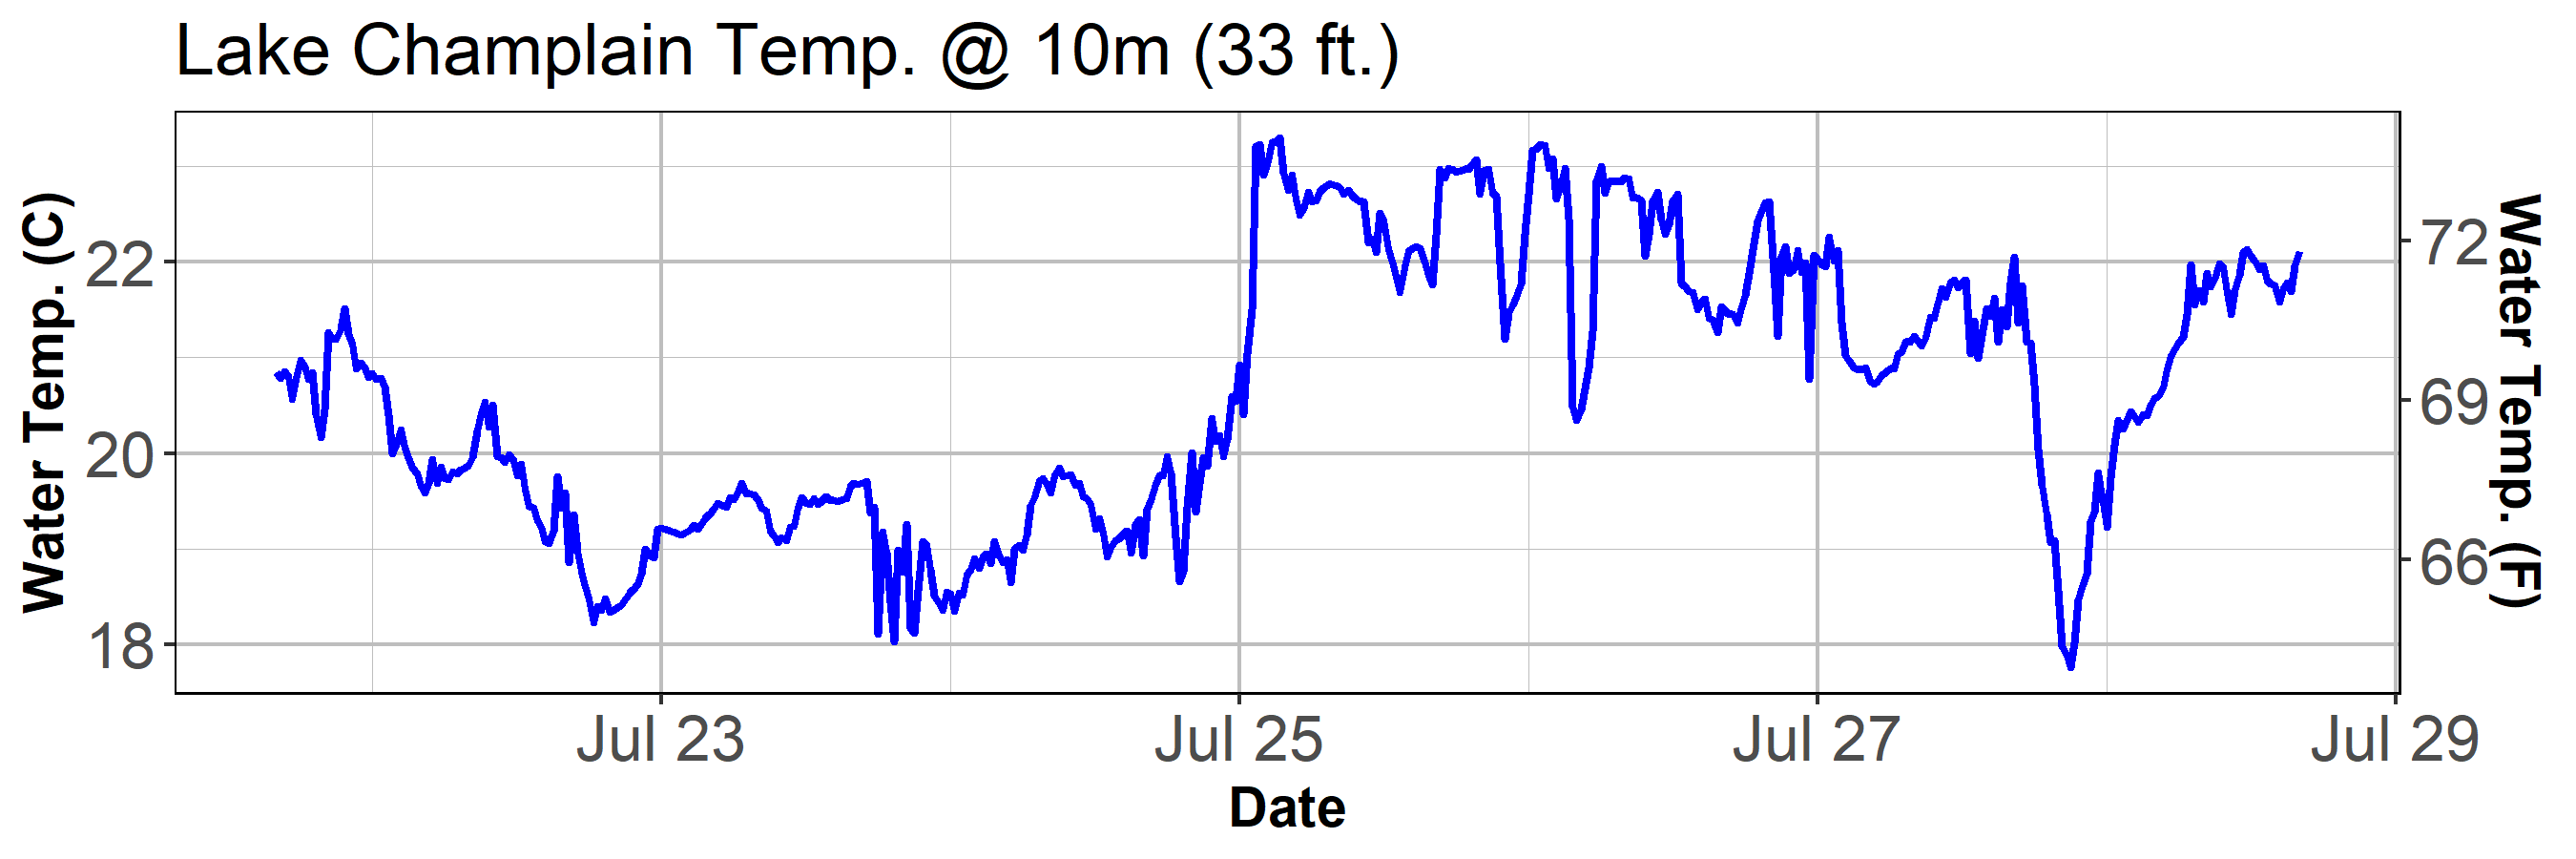 Lake Champlain Temp. @ 10m (33 ft.)
Water Temp. (C)
22
20
18
72
69
66
Water Temp. (F)
Jul 23
Jul 25
Jul 27
Jul 29
Date